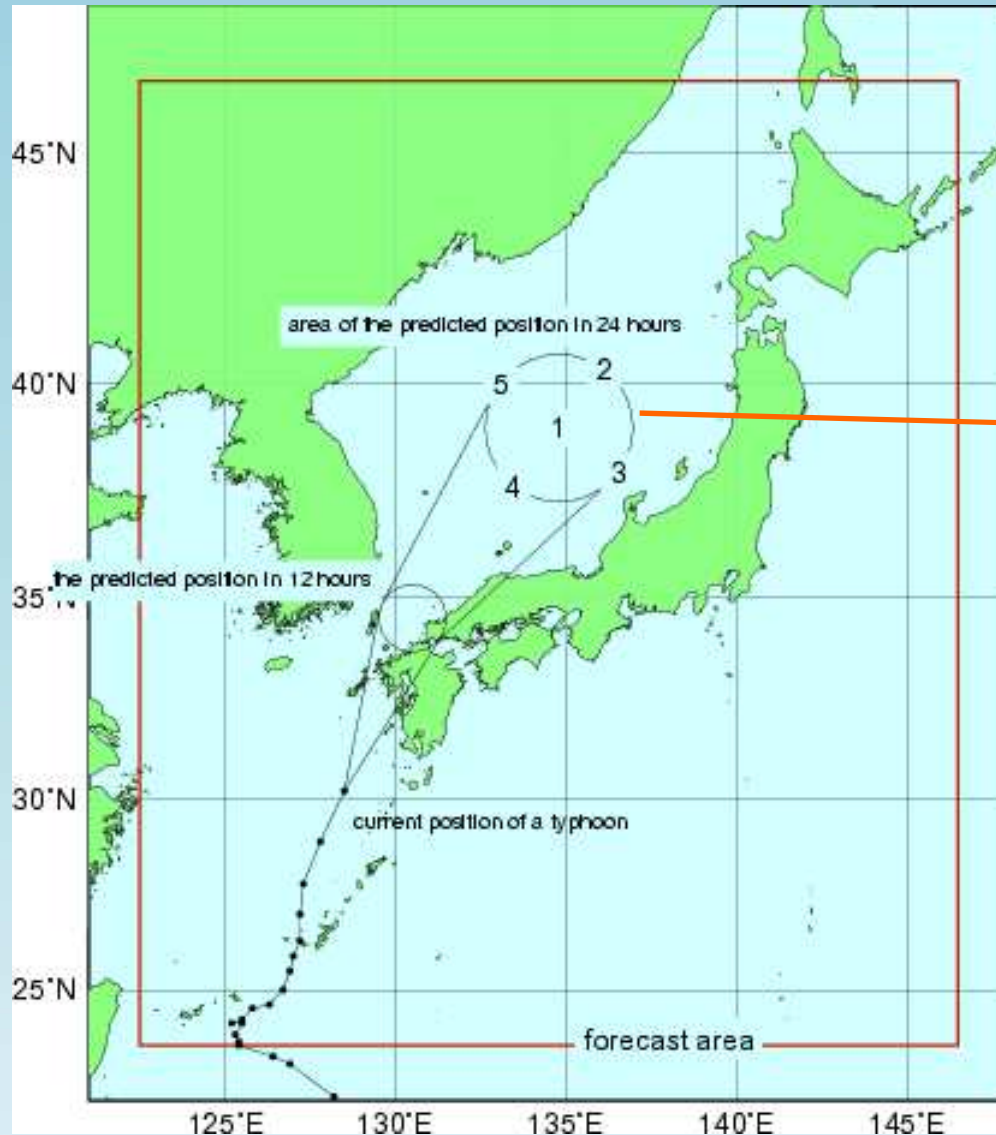 45°N
area of the predicted position in 24 hours
40°N
5
2
1
4
3
the predicted position in 12 hours
35°N
30°N
current position of a typhoon
25°N
forecast area
125°E
130°E
135°E
140°E
145°E